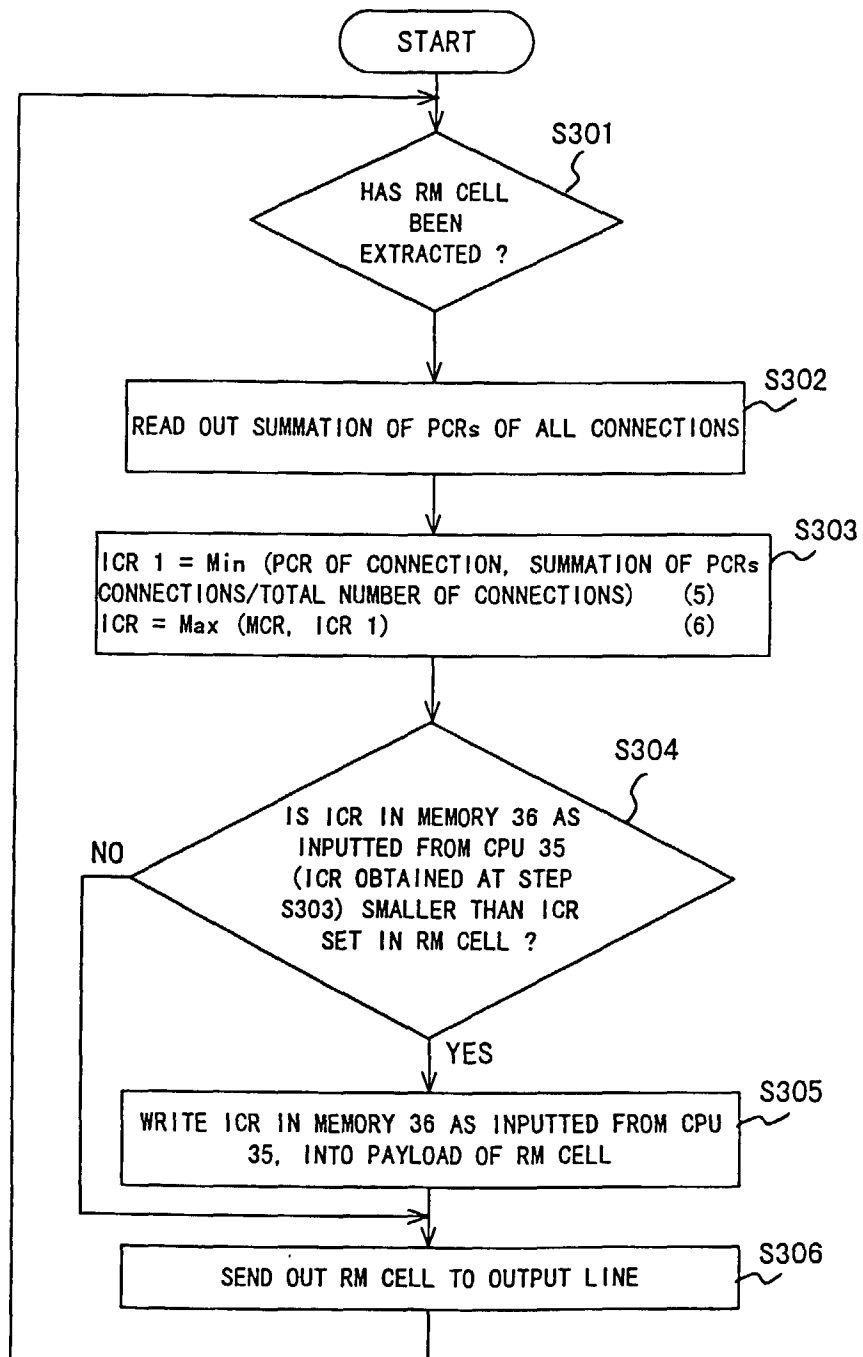 START
S301
HAS RM CELL
BEEN
EXTRACTED ?
S302
READ OUT SUMMATION OF PCRs OF ALL CONNECTIONS
S303
ICR 1 = Min (PCR OF CONNECTION, SUMMATION OF PCRs
CONNECTIONS/TOTAL NUMBER OF CONNECTIONS) (5)
ICR = Max (MCR, ICR 1) (6)
S304
IS ICR IN MEMORY 36 AS
INPUTTED FROM CPU 35
(ICR OBTAINED AT STEP
S303) SMALLER THAN ICR
SET IN RM CELL ?
NO
YES
S305
WRITE ICR IN MEMORY 36 AS INPUTTED FROM CPU
35, INTO PAYLOAD OF RM CELL
S306
SEND OUT RM CELL TO OUTPUT LINE